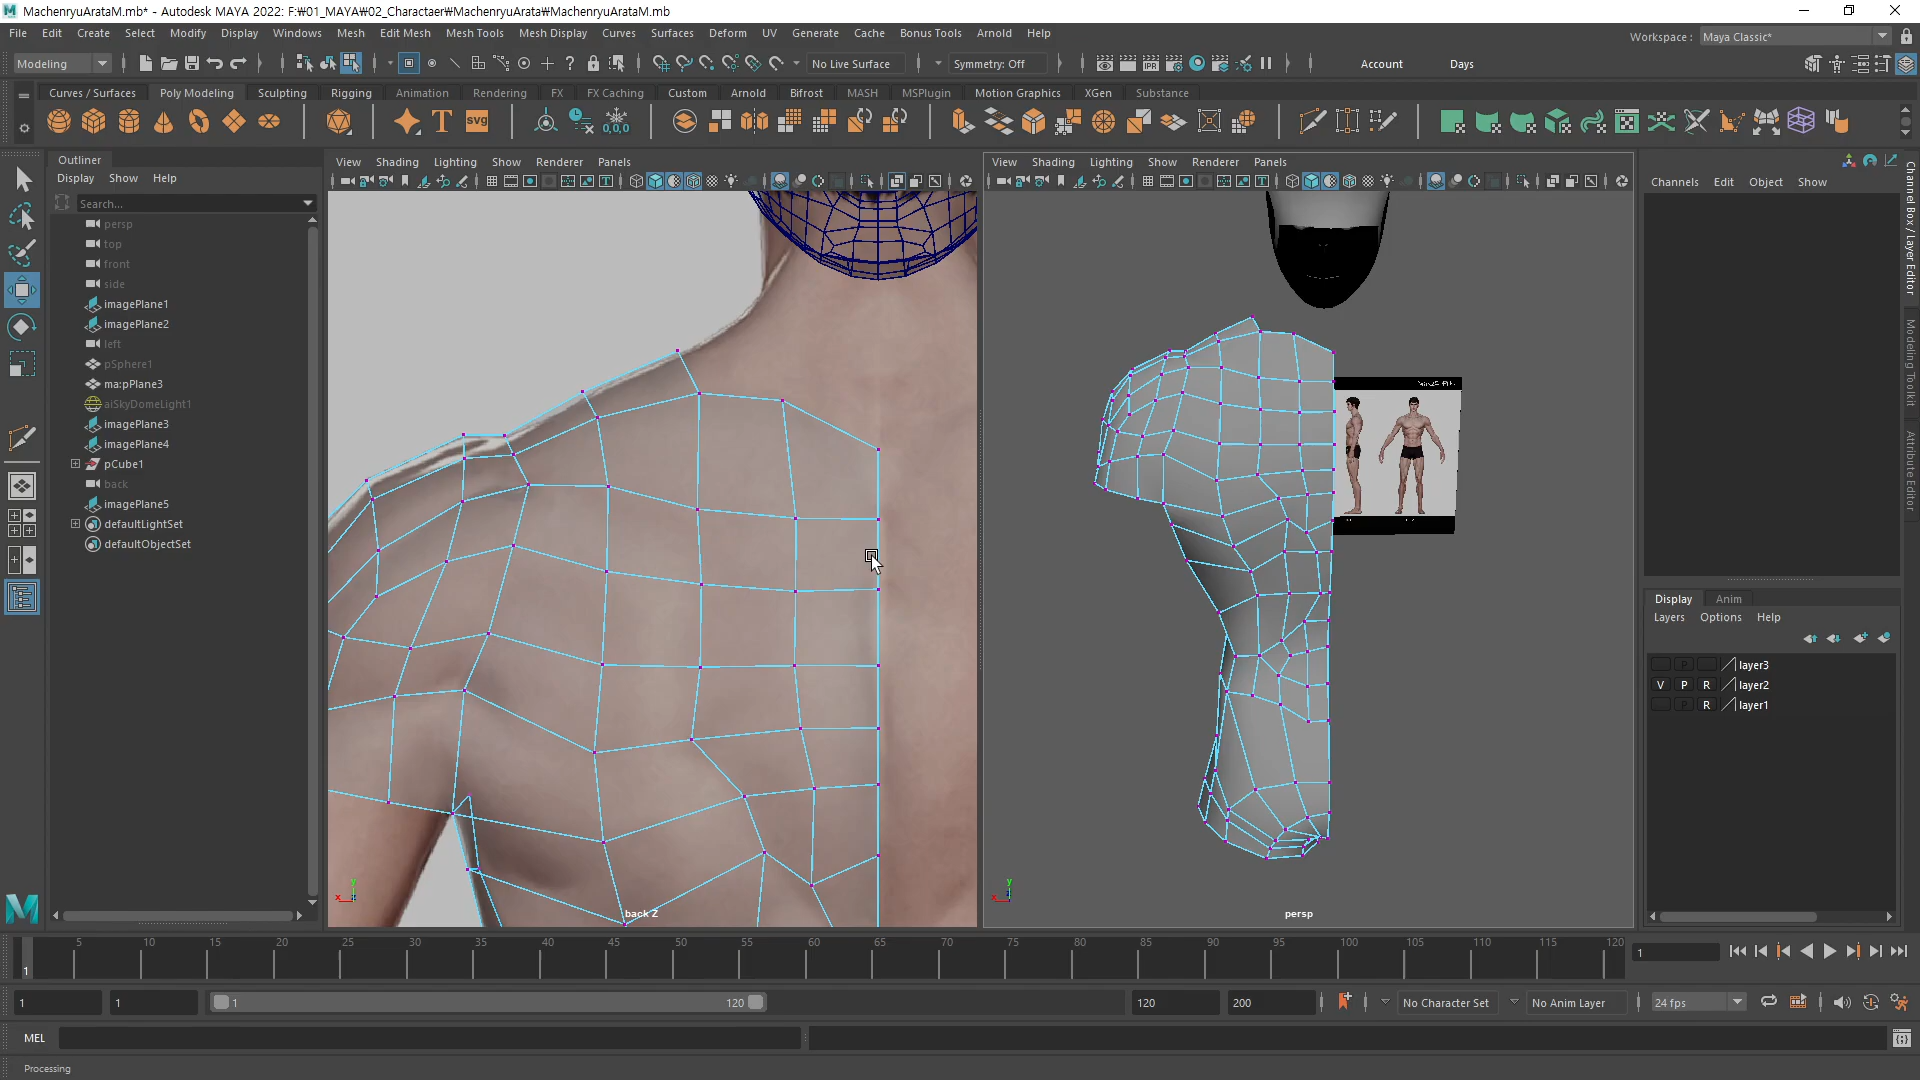 MachenryuArataM.mb* - Autodesk MAYA 2022: F:₩01_MAYA₩02_Charactaer₩MachenryuArata₩MachenryuArataM.mb
File Edit Create Select Modify Display Windows Mesh Edit Mesh Mesh Tools Mesh Display Curves Surfaces Deform UV Generate Cache Bonus Tools Arnold Help
Workspace : Maya Classic*
Modeling No Live Surface Symmetry: Off Account Days
Curves / Surfaces Poly Modeling Sculpting Rigging Animation Rendering FX FX Caching Custom Arnold Bifrost MASH MSPlugin Motion Graphics XGen Substance
Outliner
Display Show Help
Search...
persp
top
front
side
imagePlane1
imagePlane2
left
pSphere1
ma:pPlane3
aiSkyDomeLight1
imagePlane3
imagePlane4
pCube1
back
imagePlane5
defaultLightSet
defaultObjectSet
View Shading Lighting Show Renderer Panels
back Z
View Shading Lighting Show Renderer Panels
persp
Channels Edit Object Show
Channel Box / Layer Editor
Modeling Toolkit
Attribute Editor
Display Anim
Layers Options Help
layer3
V P R layer2
R layer1
5 10 15 20 25 30 35 40 45 50 55 60 65 70 75 80 85 90 95 100 105 110 115 120
1 1
1 1 1 120 120 200 No Character Set No Anim Layer 24 fps
MEL
Processing